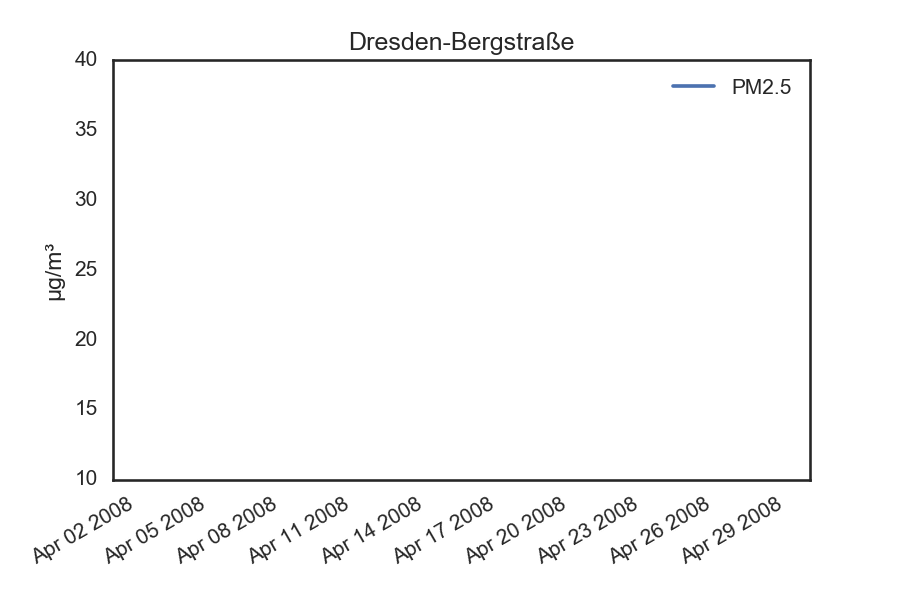 Dresden-Bergstraße
40
35
30
25
20
15
10
µg/m³
PM2.5
Apr 02 2008
Apr 05 2008
Apr 08 2008
Apr 11 2008
Apr 14 2008
Apr 17 2008
Apr 20 2008
Apr 23 2008
Apr 26 2008
Apr 29 2008